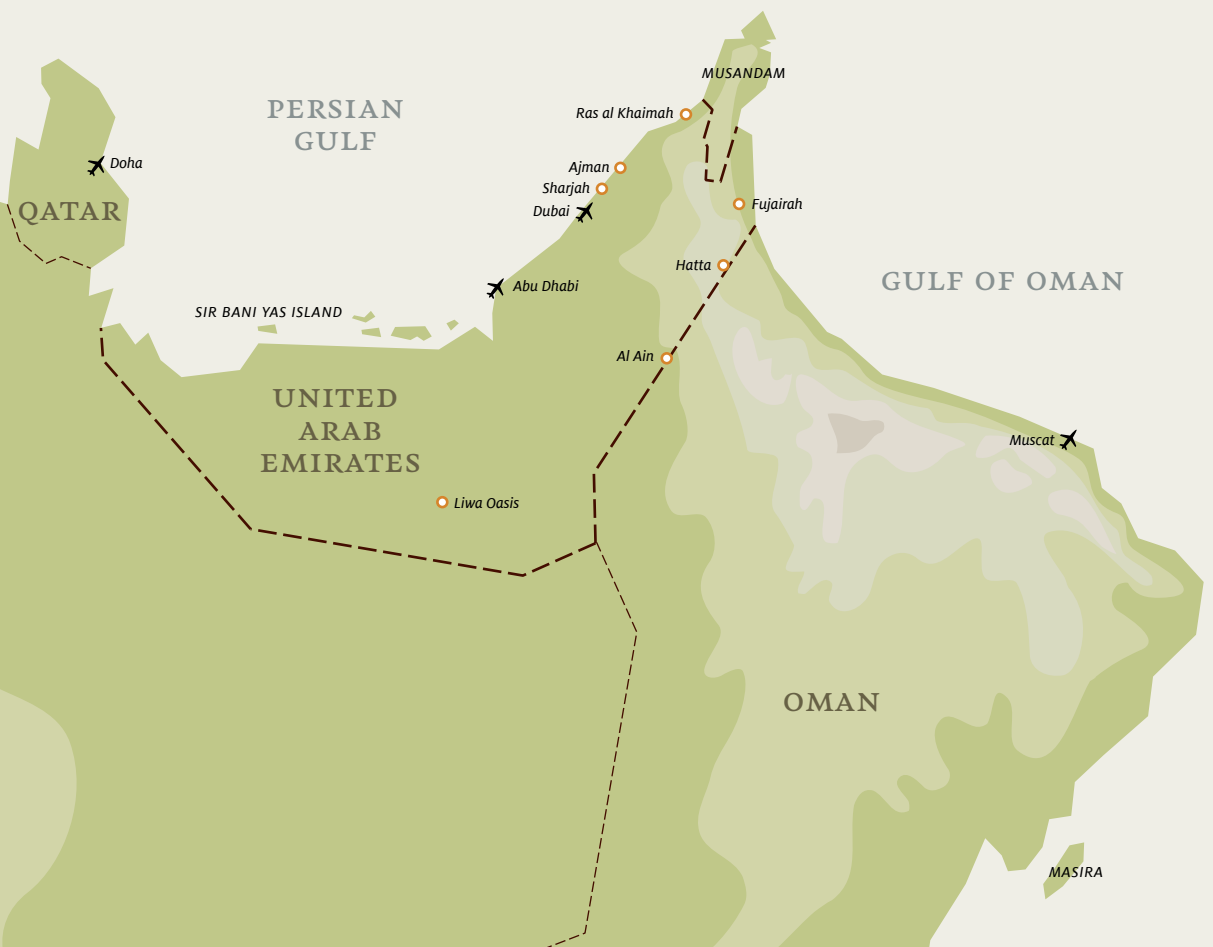 MUSANDAM
PERSIAN
GULF
Ras al Khaimah
Doha
Ajman
Sharjah
Dubai
Fujairah
QATAR
Hatta
GULF OF OMAN
Abu Dhabi
SIR BANI YAS ISLAND
Al Ain
UNITED
ARAB
EMIRATES
Muscat
Liwa Oasis
OMAN
MASIRA